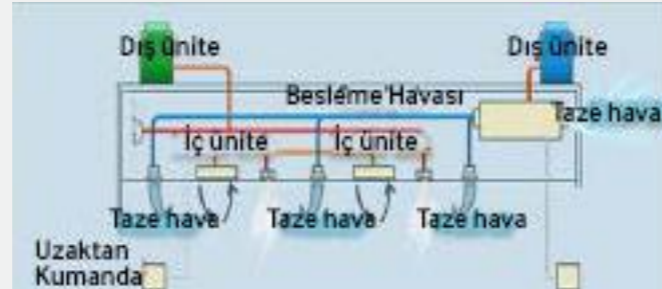 Dış ünite
Dış ünite
Besleme Havası
Taze hava
İç ünite
İç ünite
Taze hava
Taze hava
Taze hava
Uzaktan
Kumanda